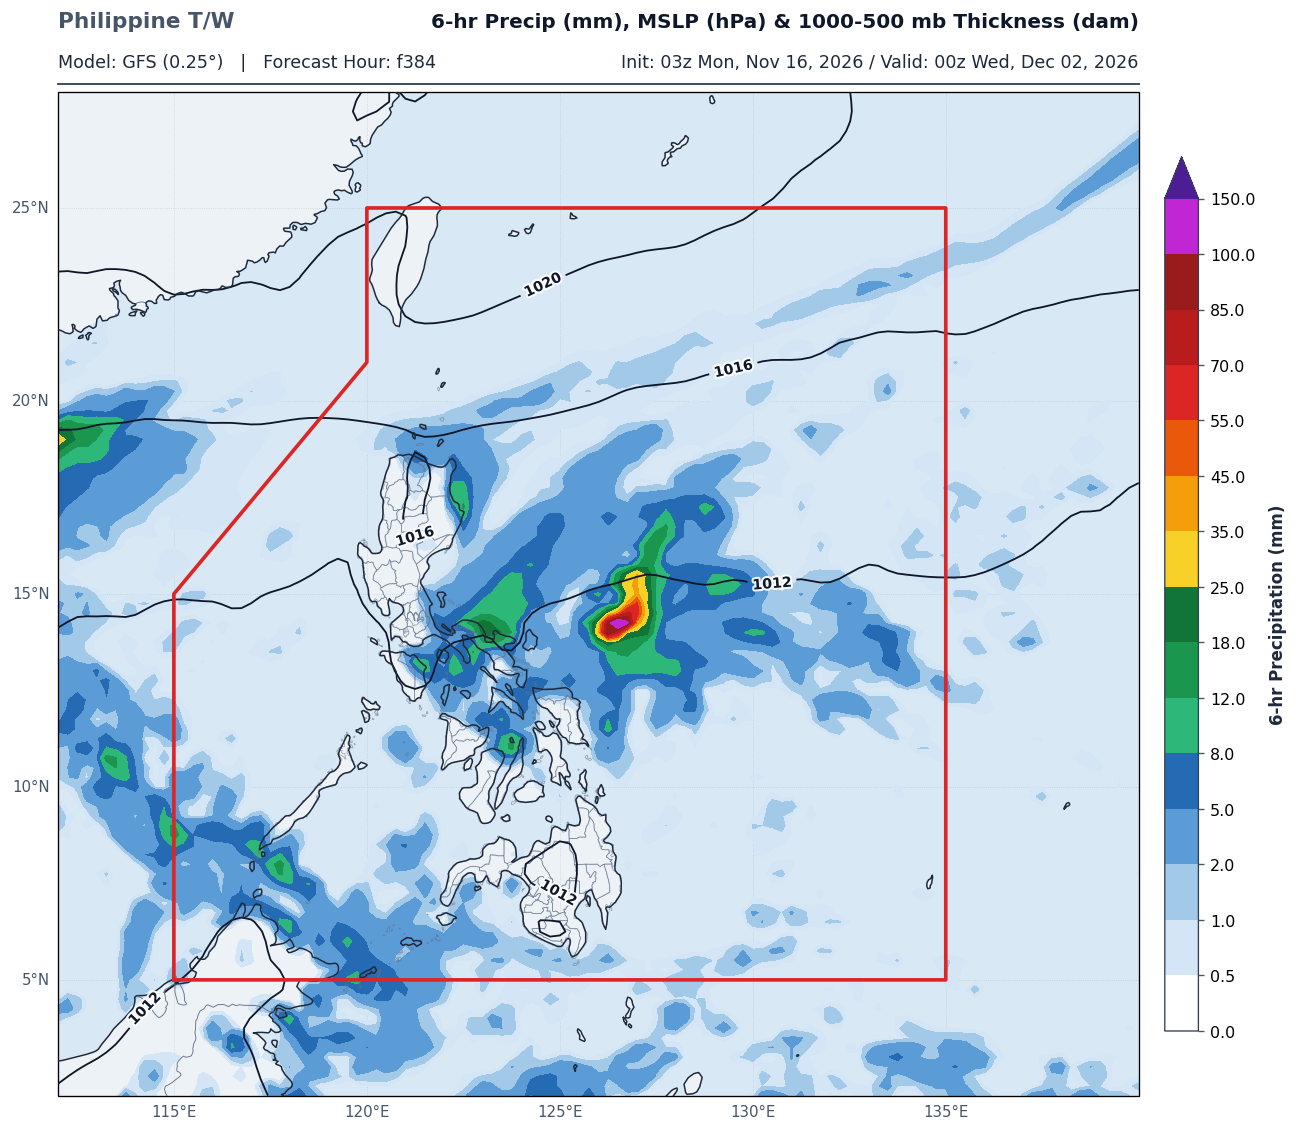 Philippine T/W
6-hr Precip (mm), MSLP (hPa) & 1000-500 mb Thickness (dam)
Model: GFS (0.25°) | Forecast Hour: f384
Init: 03z Mon, Nov 16, 2026 / Valid: 00z Wed, Dec 02, 2026
25°N
20°N
15°N
10°N
5°N
115°E
120°E
125°E
130°E
135°E
1020
1016
1016
1012
1012
1012
150.0
100.0
85.0
70.0
55.0
45.0
35.0
25.0
18.0
12.0
8.0
5.0
2.0
1.0
0.5
0.0
6-hr Precipitation (mm)